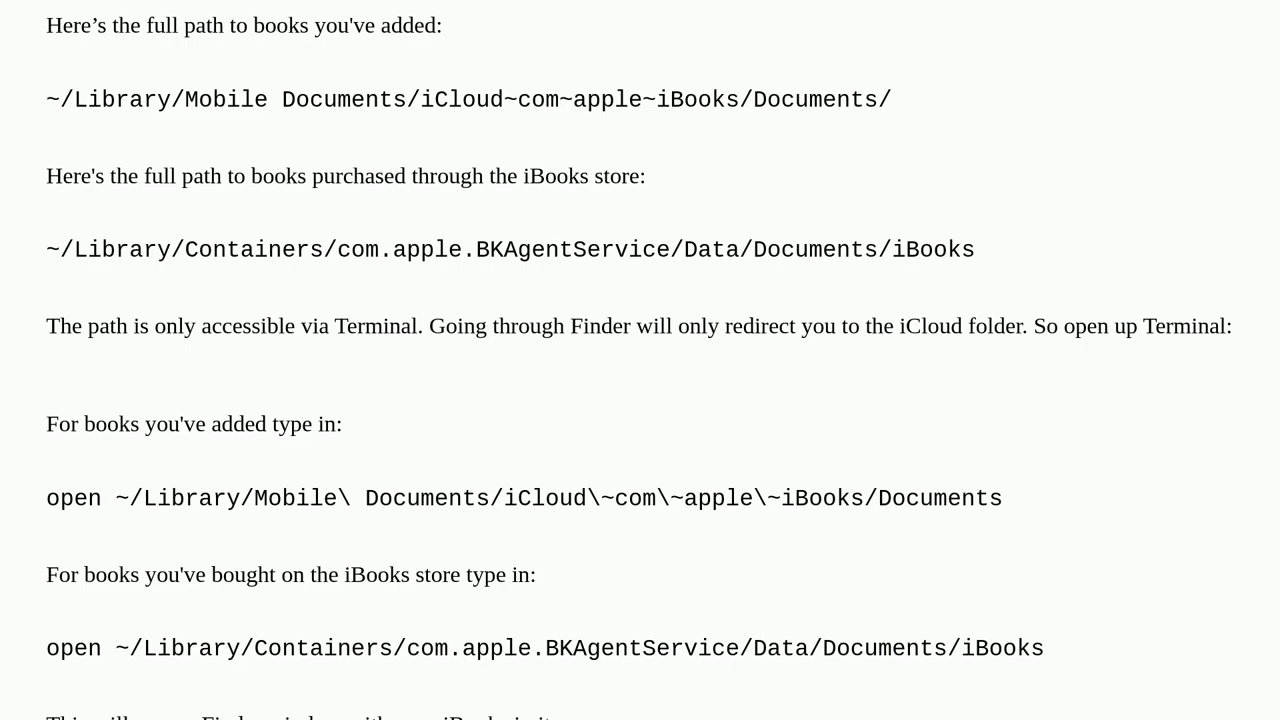 Here’s the full path to books you've added:
~/Library/Mobile Documents/iCloud~com~apple~iBooks/Documents/
Here's the full path to books purchased through the iBooks store:
~/Library/Containers/com.apple.BKAgentService/Data/Documents/iBooks
The path is only accessible via Terminal. Going through Finder will only redirect you to the iCloud folder. So open up Terminal:
For books you've added type in:
open ~/Library/Mobile\ Documents/iCloud\~com\~apple\~iBooks/Documents
For books you've bought on the iBooks store type in:
open ~/Library/Containers/com.apple.BKAgentService/Data/Documents/iBooks